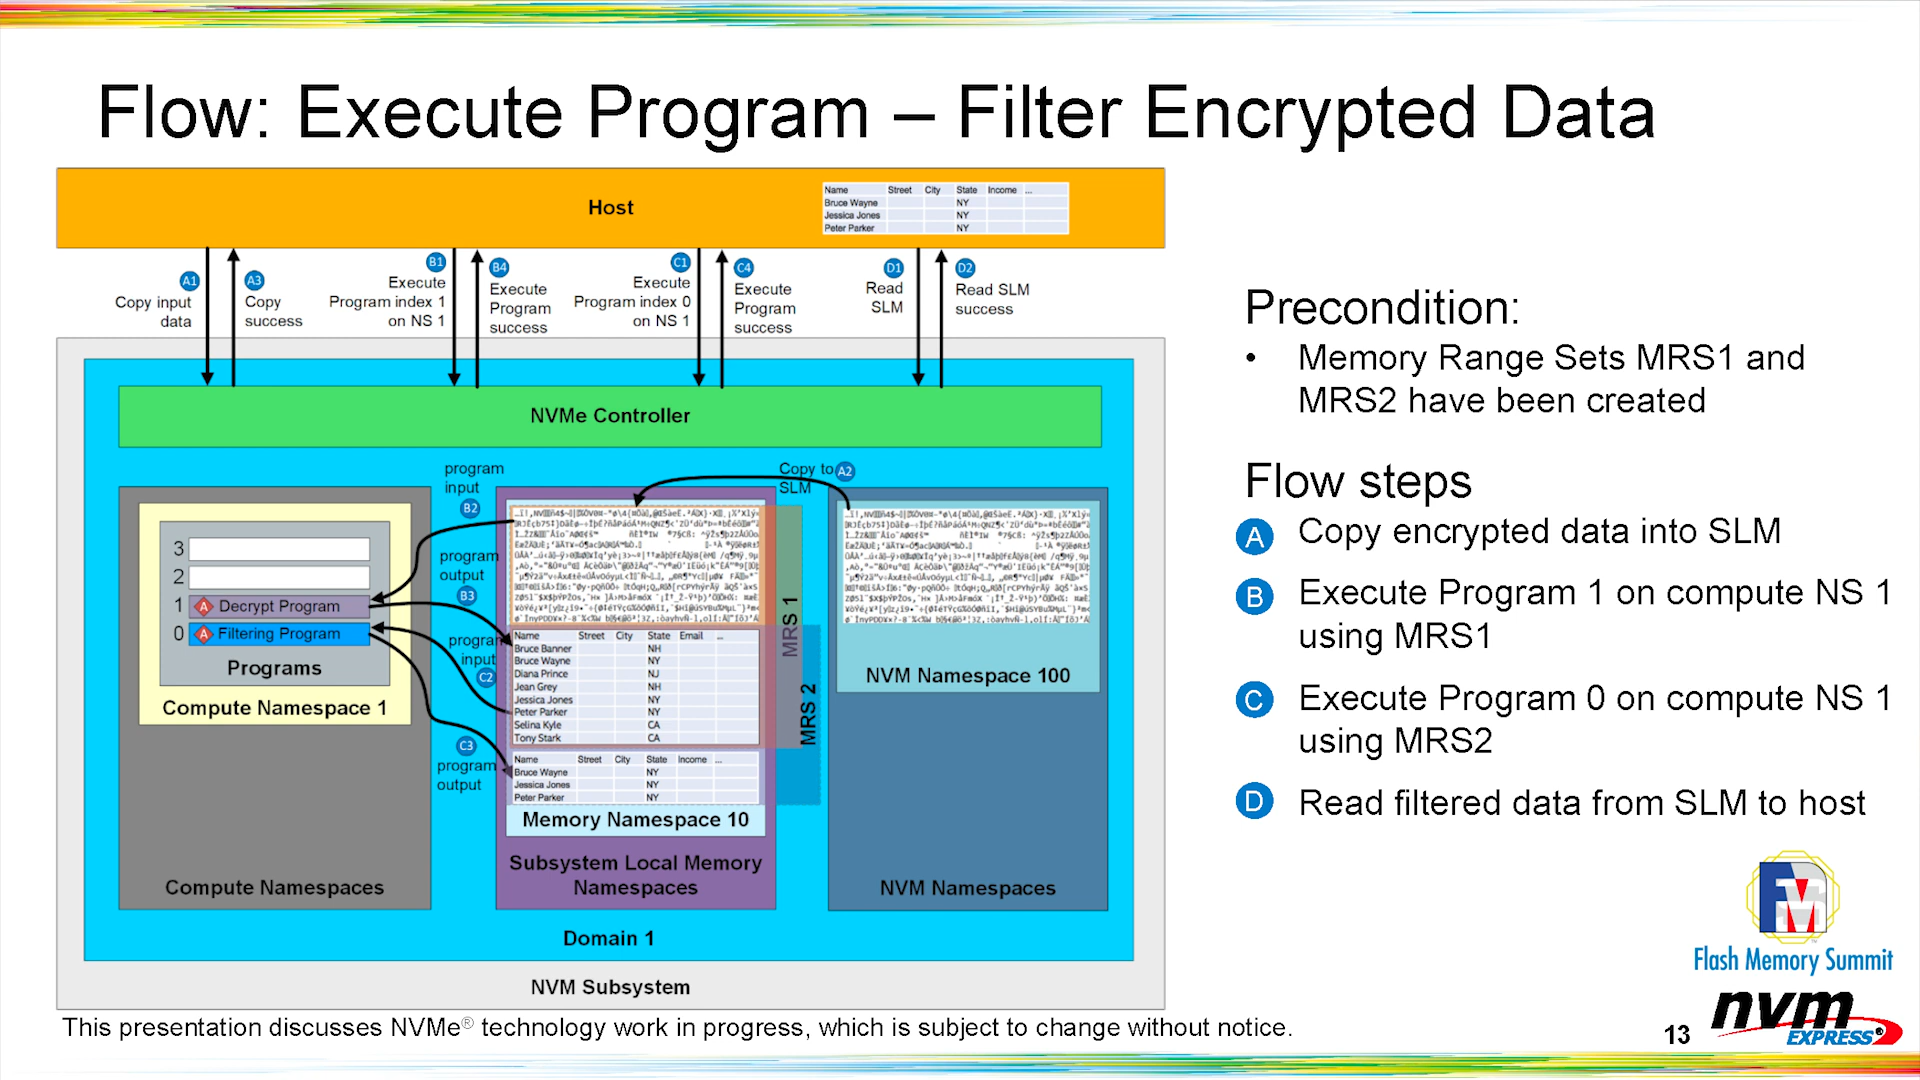 Flow: Execute Program – Filter Encrypted Data
Host
Name Street City State Income ...
Bruce Wayne NY
Jessica Jones NY
Peter Parker NY
A1
Copy input
data
A3
Copy
success
B1
Execute
Program index 1
on NS 1
B4
Execute
Program
success
C1
Execute
Program index 0
on NS 1
C4
Execute
Program
success
D1
Read
SLM
D2
Read SLM
success
NVMe Controller
program
input
B2
Copy to A2
SLM
program
output
B3
program
input
C2
C3
program
output
3
2
1 A Decrypt Program
0 A Filtering Program
Programs
Compute Namespace 1
Compute Namespaces
Name Street City State Email ...
Bruce Banner NH
Bruce Wayne NY
Diana Prince NJ
Jean Grey NH
Jessica Jones NY
Peter Parker NY
Selina Kyle CA
Tony Stark CA
Name Street City State Income ...
Bruce Wayne NY
Jessica Jones NY
Peter Parker NY
MRS 1
MRS 2
Memory Namespace 10
Subsystem Local Memory
Namespaces
NVM Namespace 100
NVM Namespaces
Domain 1
NVM Subsystem
Precondition:
• Memory Range Sets MRS1 and
MRS2 have been created
Flow steps
A Copy encrypted data into SLM
B Execute Program 1 on compute NS 1
using MRS1
C Execute Program 0 on compute NS 1
using MRS2
D Read filtered data from SLM to host
FM
Flash Memory Summit
nvm
EXPRESS®
This presentation discusses NVMe® technology work in progress, which is subject to change without notice.
13